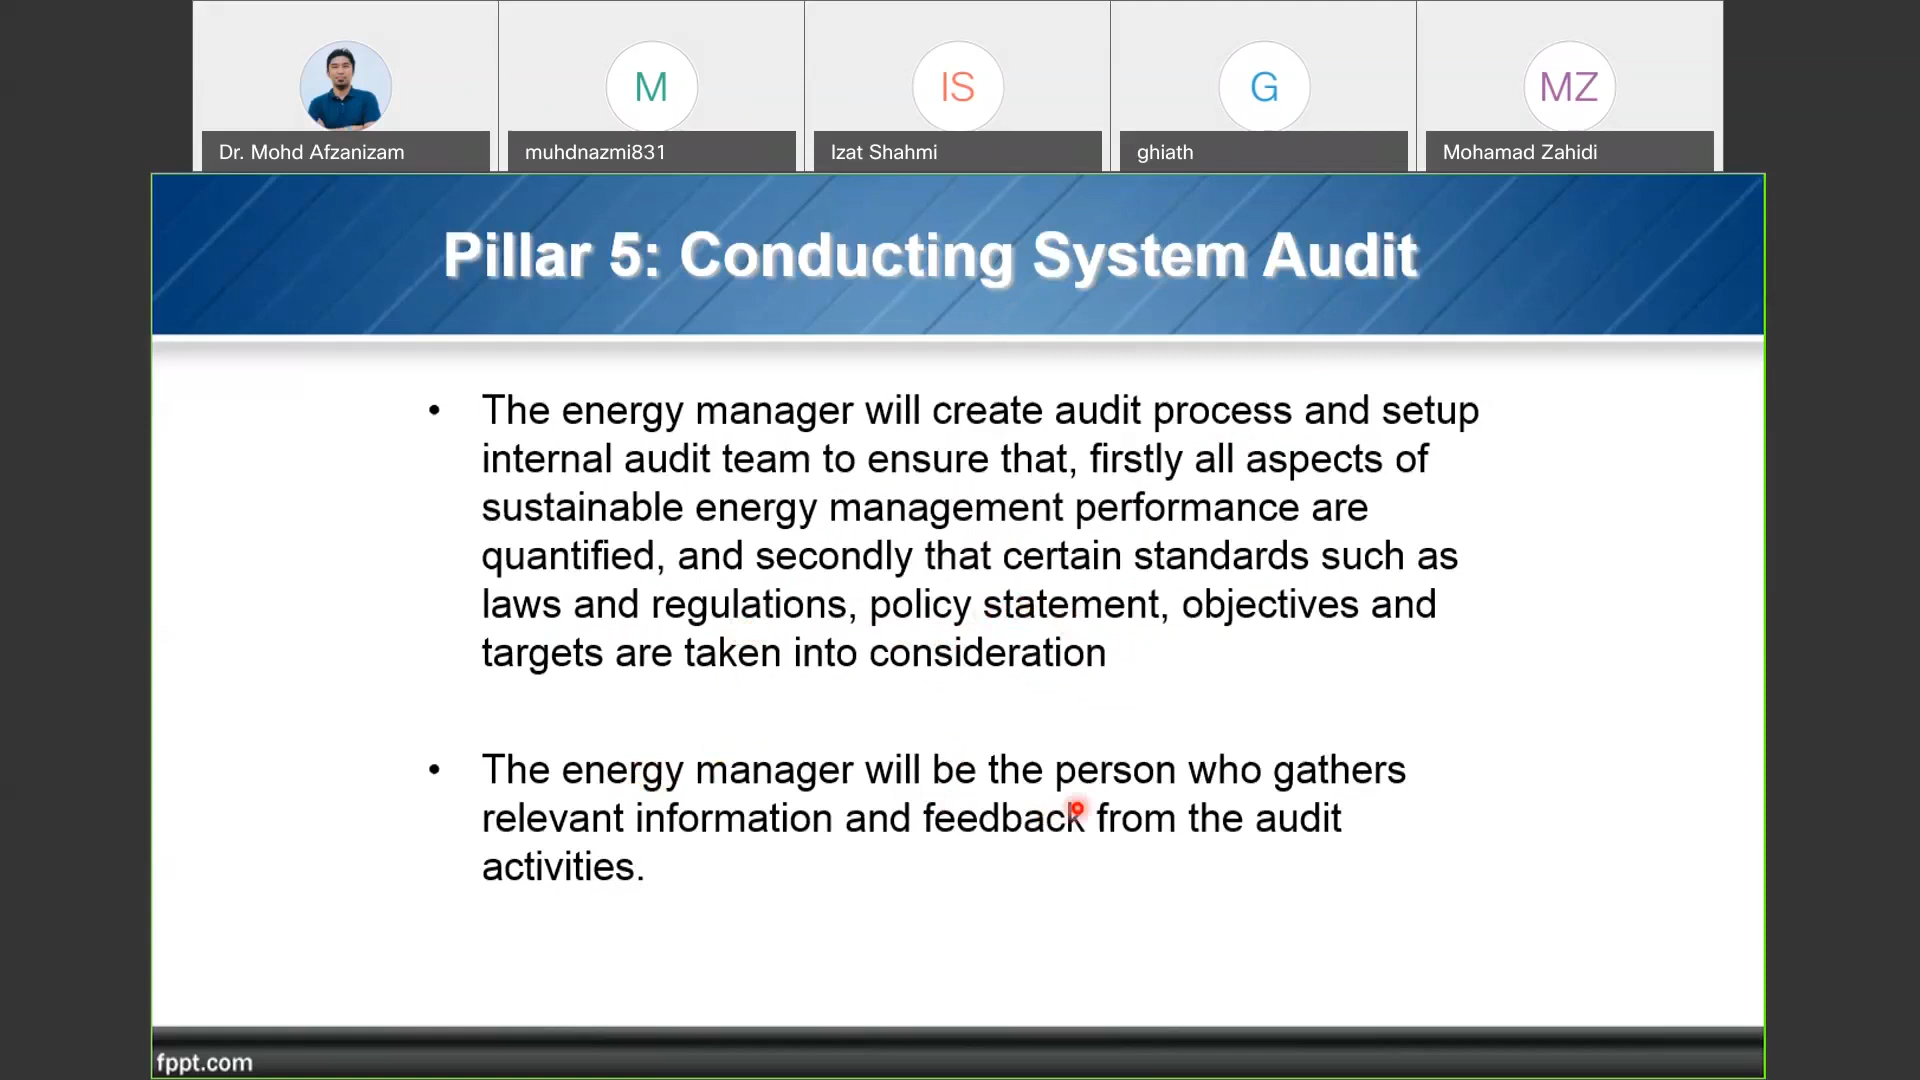 M
IS
G
MZ
Dr. Mohd Afzanizam
muhdnazmi831
Izat Shahmi
ghiath
Mohamad Zahidi
Pillar 5: Conducting System Audit
• The energy manager will create audit process and setup
internal audit team to ensure that, firstly all aspects of
sustainable energy management performance are
quantified, and secondly that certain standards such as
laws and regulations, policy statement, objectives and
targets are taken into consideration
• The energy manager will be the person who gathers
relevant information and feedback from the audit
activities.
fppt.com